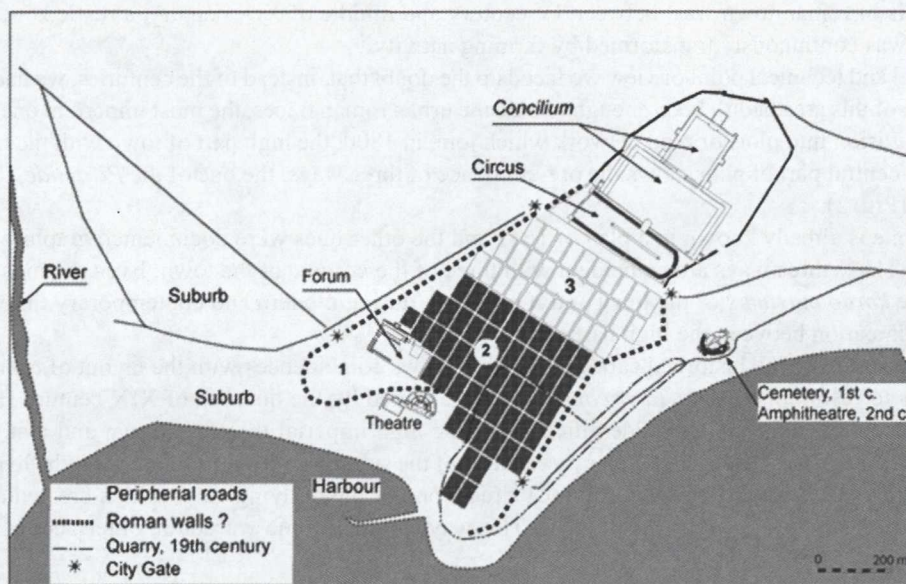 Concilium
Circus
River
Suburb
Forum
3
1
2
Suburb
Theatre
Cemetery, 1st c.
Amphitheatre, 2nd c
Harbour
Peripherial roads
Roman walls ?
Quarry, 19th century
City Gate
0 200 m